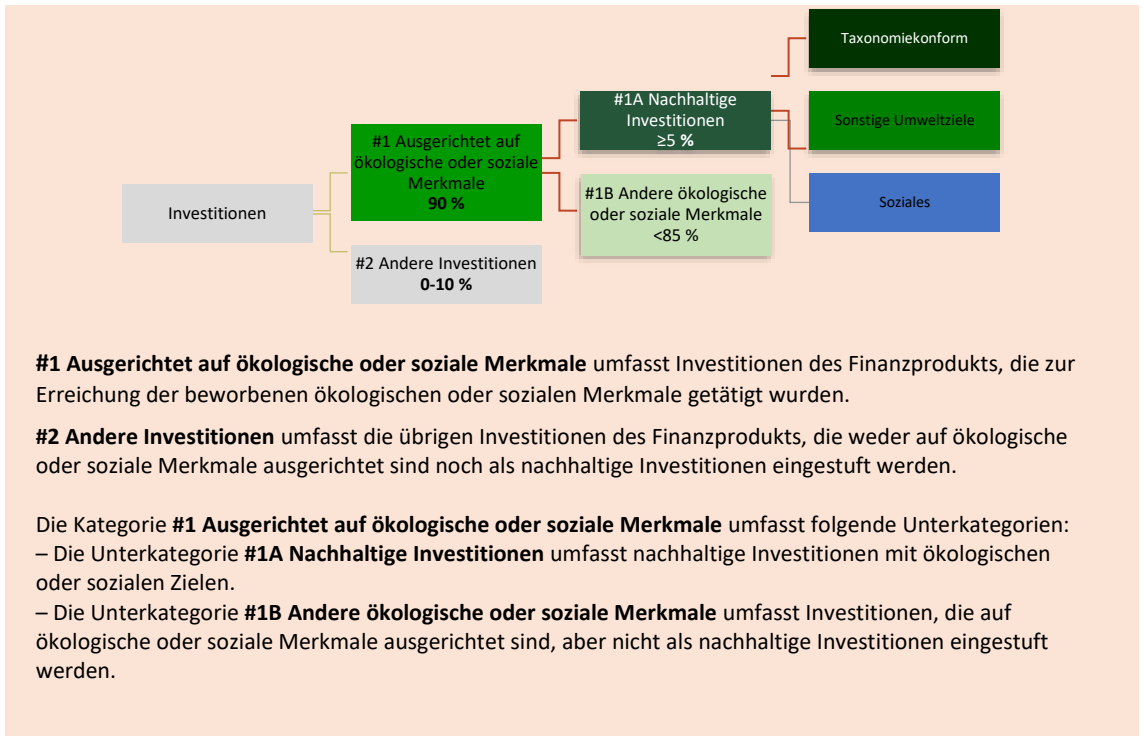 Taxonomiekonform
#1A Nachhaltige
Investitionen
≥5 %
Sonstige Umweltziele
#1 Ausgerichtet auf
ökologische oder soziale
Merkmale
90 %
#1B Andere ökologische
oder soziale Merkmale
<85 %
Soziales
Investitionen
#2 Andere Investitionen
0-10 %
#1 Ausgerichtet auf ökologische oder soziale Merkmale umfasst Investitionen des Finanzprodukts, die zur
Erreichung der beworbenen ökologischen oder sozialen Merkmale getätigt wurden.
#2 Andere Investitionen umfasst die übrigen Investitionen des Finanzprodukts, die weder auf ökologische
oder soziale Merkmale ausgerichtet sind noch als nachhaltige Investitionen eingestuft werden.
Die Kategorie #1 Ausgerichtet auf ökologische oder soziale Merkmale umfasst folgende Unterkategorien:
– Die Unterkategorie #1A Nachhaltige Investitionen umfasst nachhaltige Investitionen mit ökologischen
oder sozialen Zielen.
– Die Unterkategorie #1B Andere ökologische oder soziale Merkmale umfasst Investitionen, die auf
ökologische oder soziale Merkmale ausgerichtet sind, aber nicht als nachhaltige Investitionen eingestuft
werden.